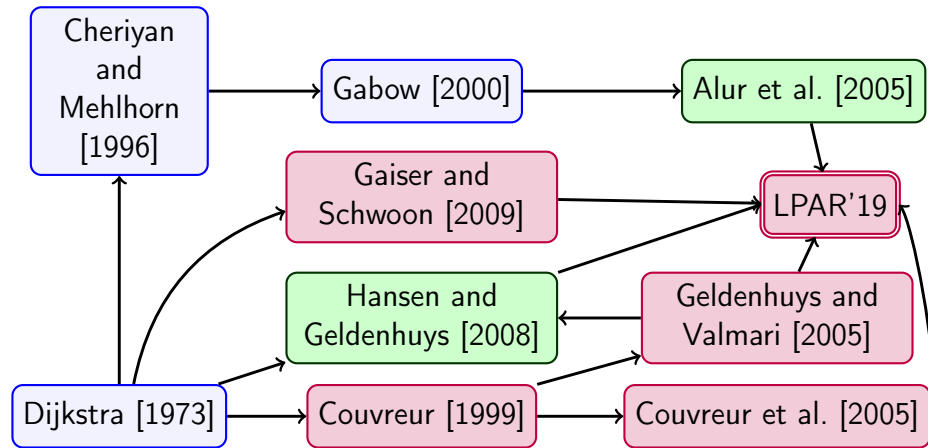 Cheriyan
and
Mehlhorn
[1996]
Gabow [2000]
Alur et al. [2005]
Gaiser and
Schwoon [2009]
LPAR'19
Hansen and
Geldenhuys [2008]
Geldenhuys and
Valmari [2005]
Dijkstra [1973]
Couvreur [1999]
Couvreur et al. [2005]